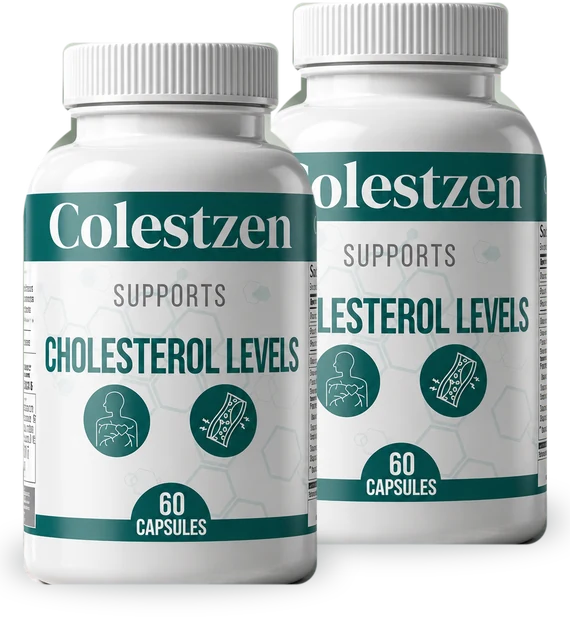 Colestzen
SUPPORTS
CHOLESTEROL LEVELS
60
CAPSULES
olestzen
SUPPORTS
LESTEROL LEVELS
60
CAPSULES